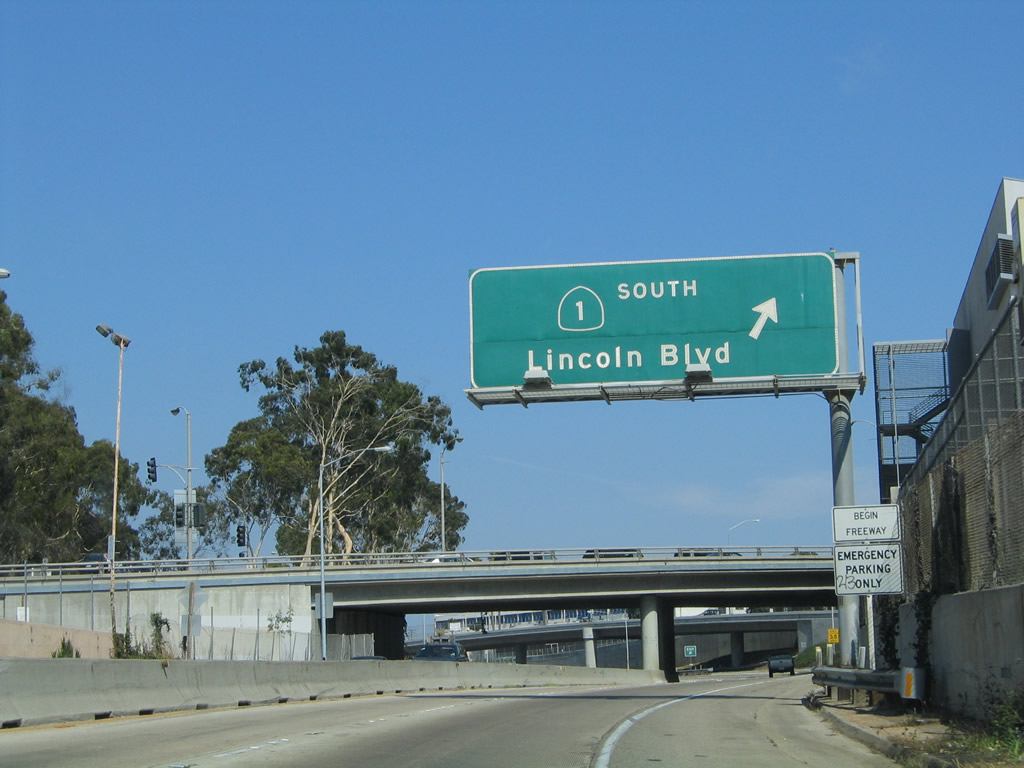 SOUTH
1
Lincoln Blvd
BEGIN
FREEWAY
EMERGENCY
PARKING
ONLY